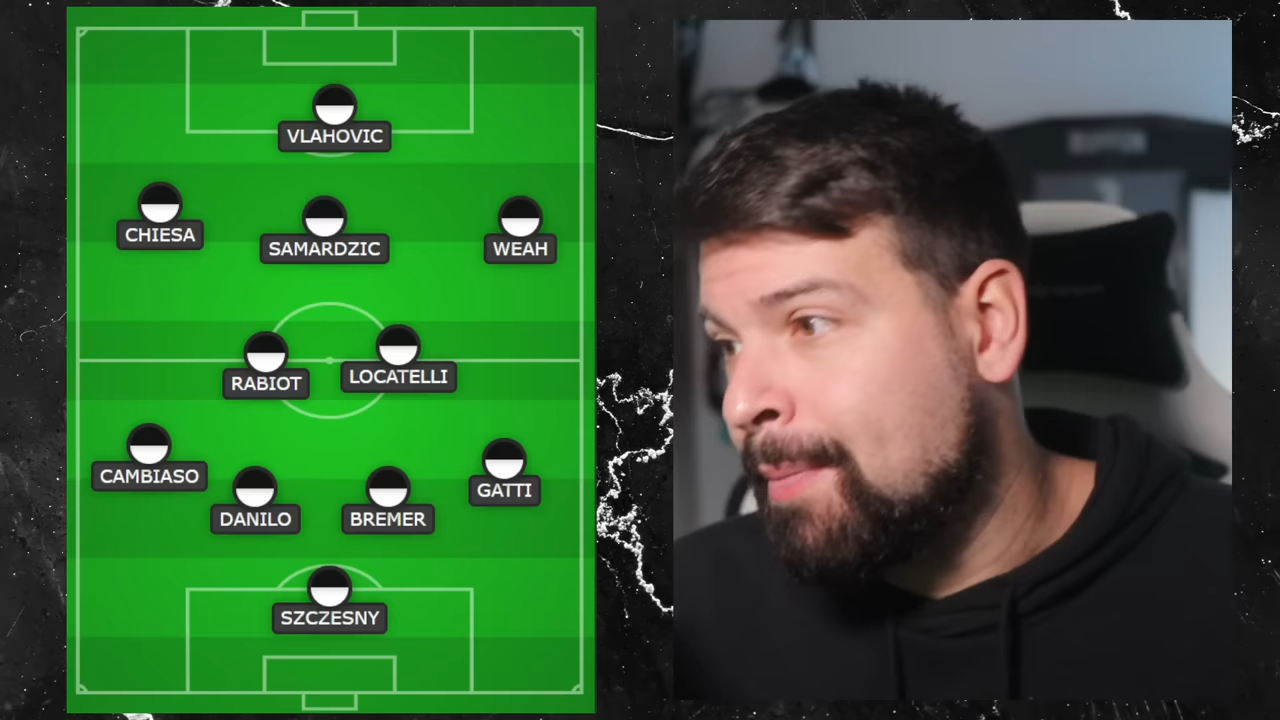 VLAHOVIC
CHIESA
SAMARDZIC
WEAH
RABIOT
LOCATELLI
CAMBIASO
DANILO
BREMER
GATTI
SZCZESNY